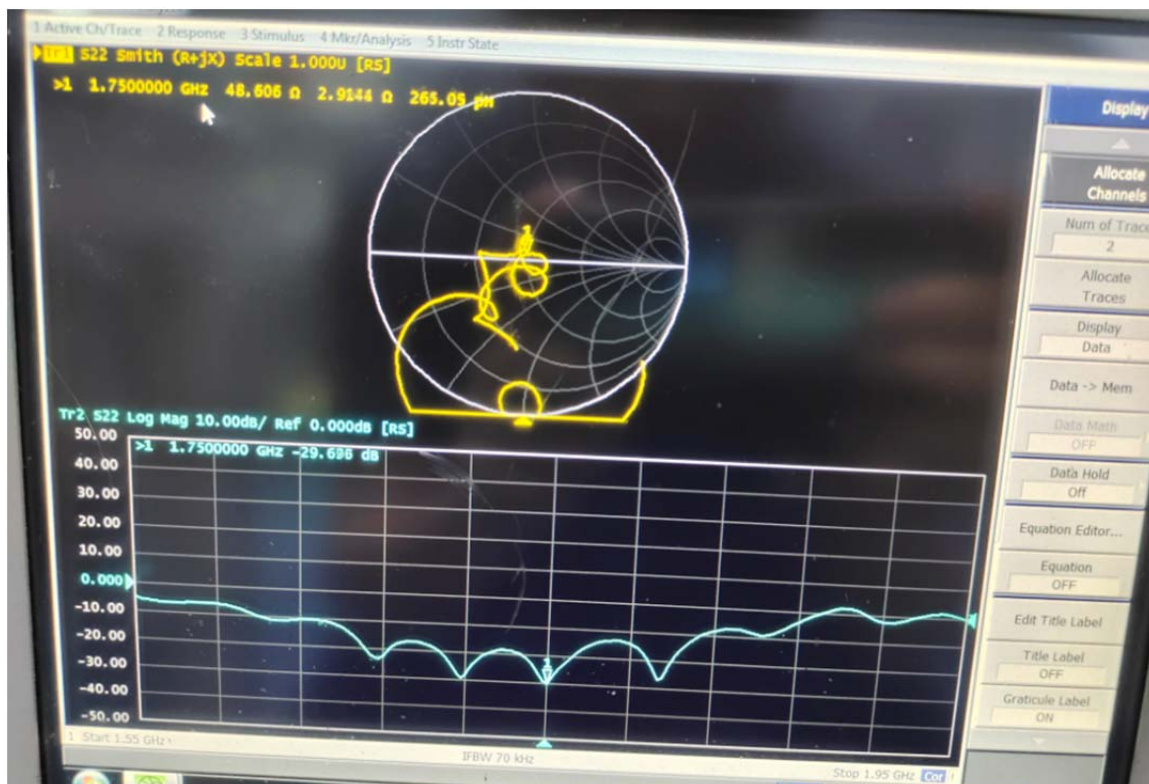 1 Active Ch/Trace 2 Response 3 Stimulus 4 Mkr/Analysis 5 Instr State
Tr1 S22 Smith (R+jX) Scale 1.000U [RS]
>1 1.7500000 GHz 48.606 Ω 2.9144 Ω 265.05 pH
1
Tr2 S22 Log Mag 10.00dB/ Ref 0.000dB [RS]
>1 1.7500000 GHz -29.696 dB
50.00
40.00
30.00
20.00
10.00
0.000
-10.00
-20.00
-30.00
-40.00
-50.00
1
1 Start 1.55 GHz
IFBW 70 kHz
Stop 1.95 GHz Cor
Display
Allocate
Channels
Num of Trace
2
Allocate
Traces
Display
Data
Data -> Mem
Data Math
OFF
Data Hold
Off
Equation Editor...
Equation
OFF
Edit Title Label
Title Label
OFF
Graticule Label
ON